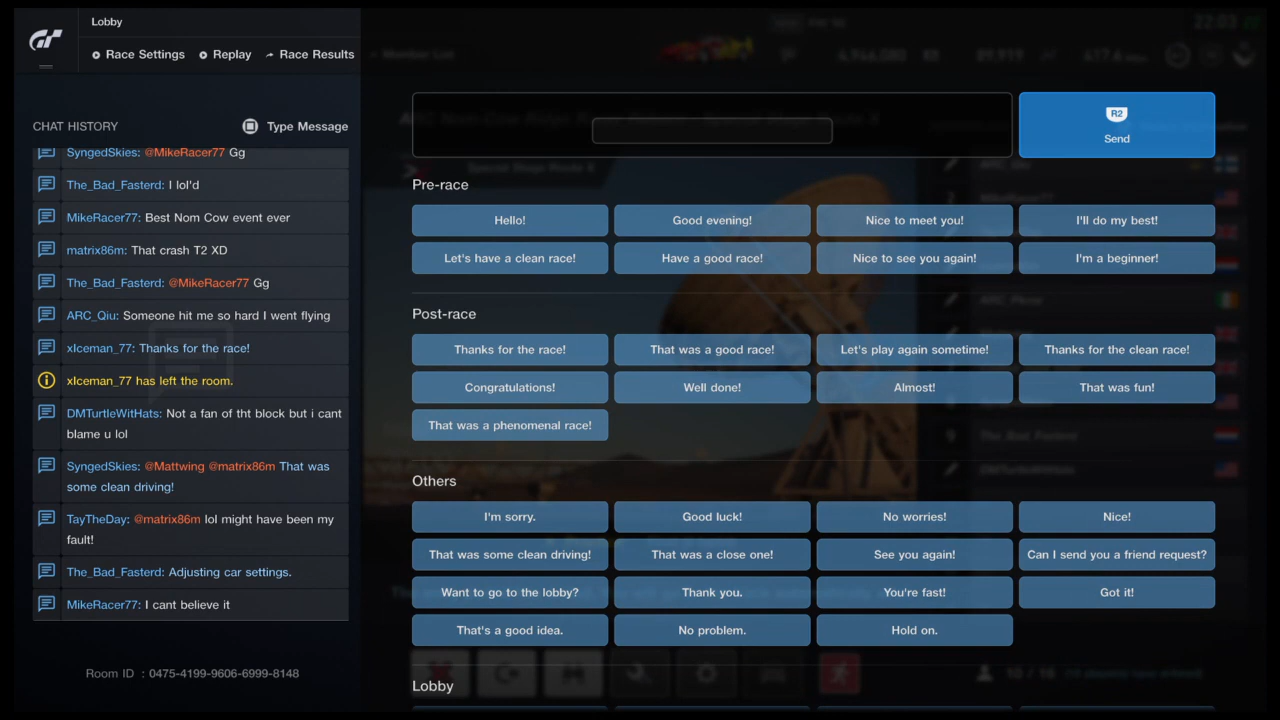 Lobby
Race Settings Replay Race Results
Member List
22:03
CHAT HISTORY Type Message
SyngedSkies: @MikeRacer77 Gg
The_Bad_Fasterd: I lol'd
MikeRacer77: Best Nom Cow event ever
matrix86m: That crash T2 XD
The_Bad_Fasterd: @MikeRacer77 Gg
ARC_Qiu: Someone hit me so hard I went flying
xIceman_77: Thanks for the race!
xIceman_77 has left the room.
DMTurtleWitHats: Not a fan of tht block but i cant
blame u lol
SyngedSkies: @Mattwing @matrix86m That was
some clean driving!
TayTheDay: @matrix86m lol might have been my
fault!
The_Bad_Fasterd: Adjusting car settings.
MikeRacer77: I cant believe it
Room ID : 0475-4199-9606-6999-8148
R2
Send
Pre-race
Hello! Good evening! Nice to meet you! I'll do my best!
Let's have a clean race! Have a good race! Nice to see you again! I'm a beginner!
Post-race
Thanks for the race! That was a good race! Let's play again sometime! Thanks for the clean race!
Congratulations! Well done! Almost! That was fun!
That was a phenomenal race!
Others
I'm sorry. Good luck! No worries! Nice!
That was some clean driving! That was a close one! See you again! Can I send you a friend request?
Want to go to the lobby? Thank you. You're fast! Got it!
That's a good idea. No problem. Hold on.
Lobby